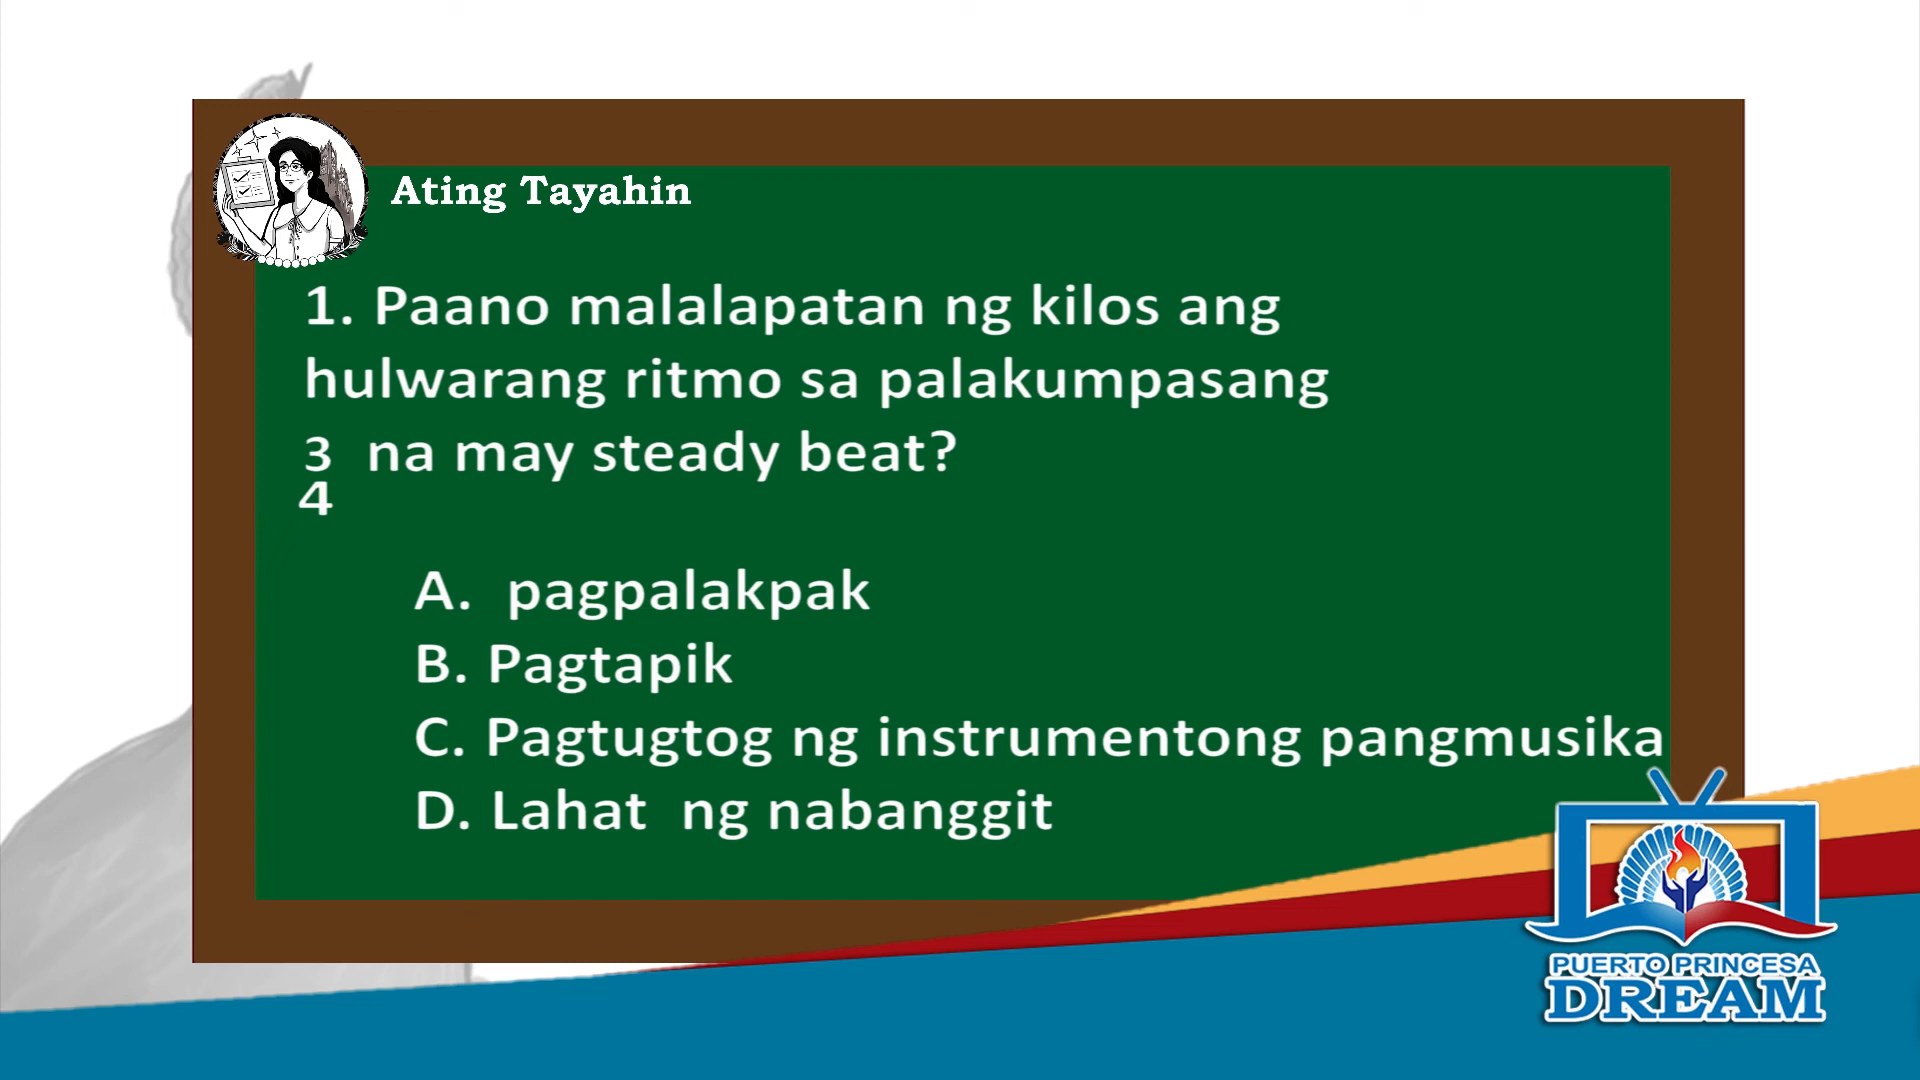 Ating Tayahin
1. Paano malalapatan ng kilos ang
hulwarang ritmo sa palakumpasang
3 na may steady beat?
4
A. pagpalakpak
B. Pagtapik
C. Pagtugtog ng instrumentong pangmusika
D. Lahat ng nabanggit
PUERTO PRINCESA
DREAM